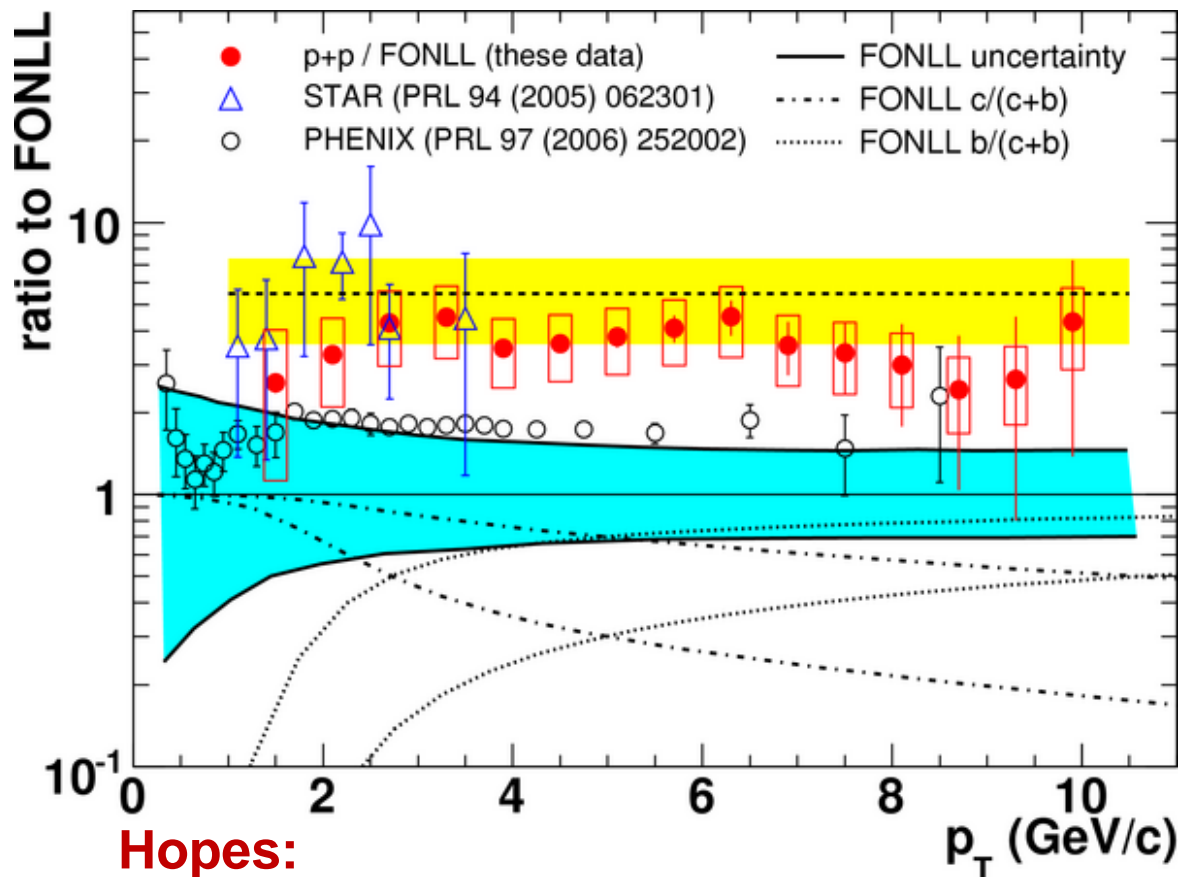 ratio to FONLL
p+p / FONLL (these data)
STAR (PRL 94 (2005) 062301)
PHENIX (PRL 97 (2006) 252002)
FONLL uncertainty
FONLL c/(c+b)
FONLL b/(c+b)
10
1
10-1
0 2 4 6 8 10
pT (GeV/c)
Hopes: